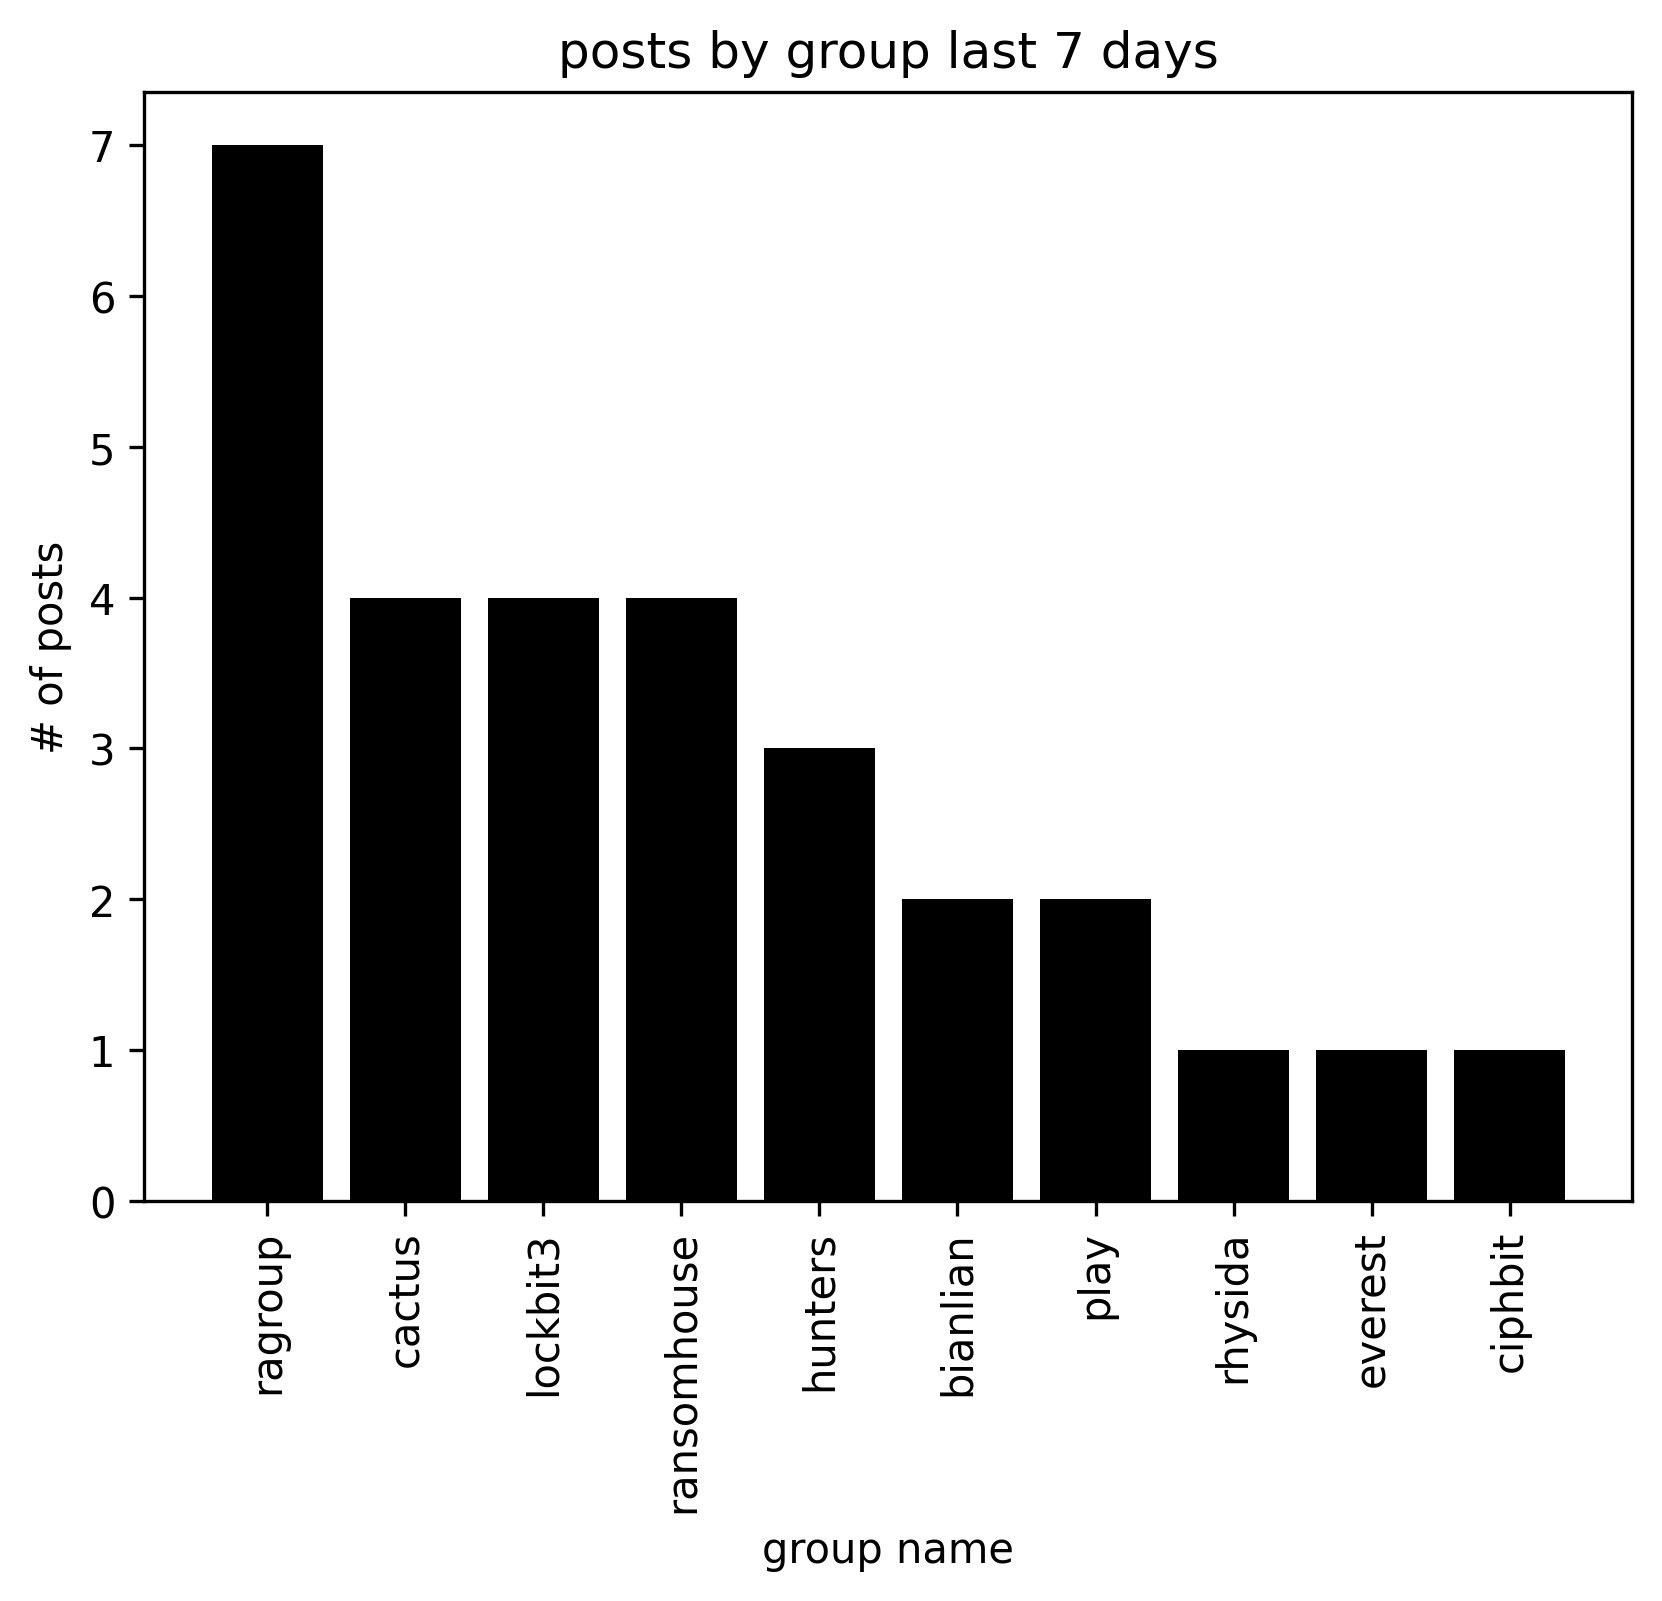 posts by group last 7 days
# of posts
7
6
5
4
3
2
1
0
ragroup
cactus
lockbit3
ransomhouse
hunters
bianlian
play
rhysida
everest
ciphbit
group name